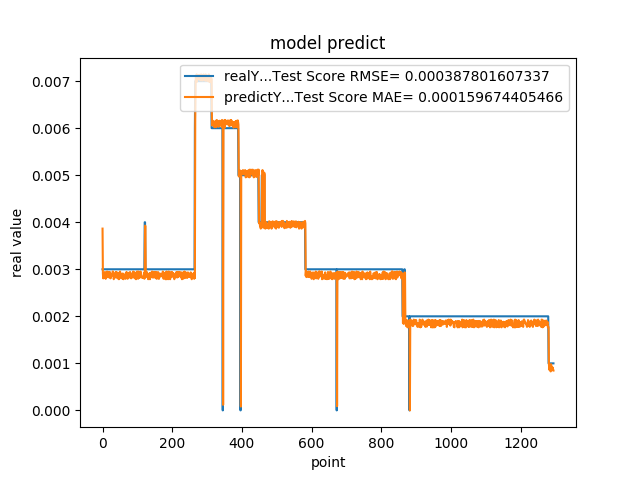 model predict
realY...Test Score RMSE= 0.000387801607337
predictY...Test Score MAE= 0.000159674405466
0.007
0.006
0.005
0.004
0.003
0.002
0.001
0.000
real value
0 200 400 600 800 1000 1200
point